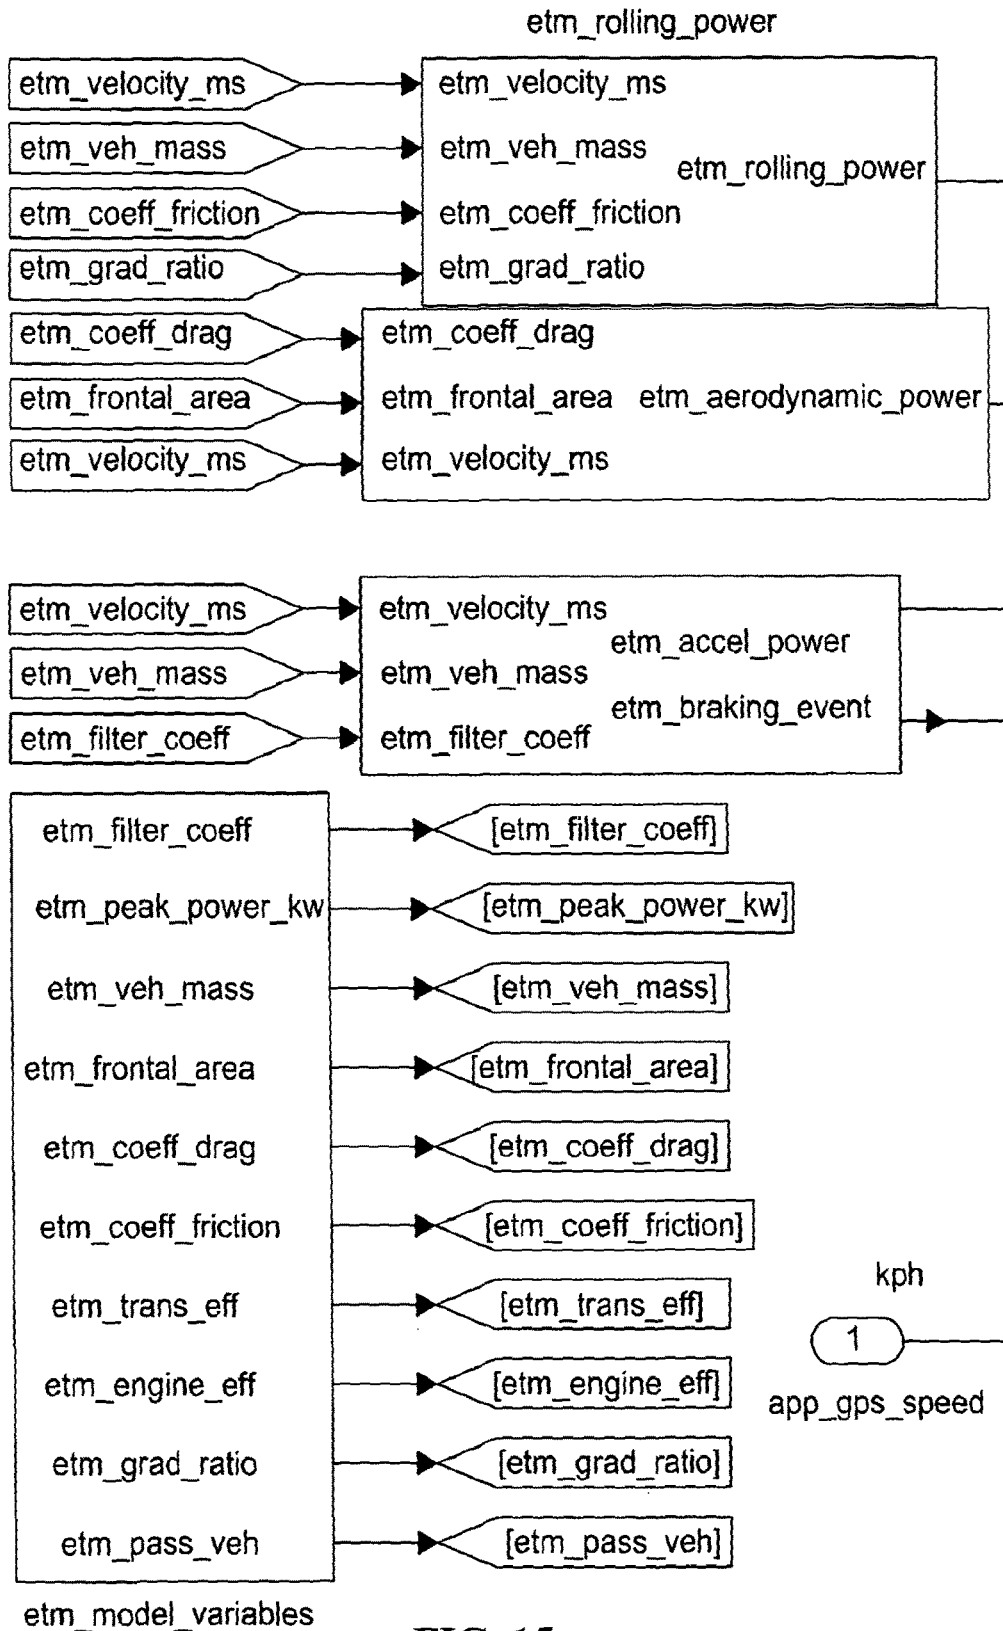 etm_rolling_power
etm_velocity_ms
etm_veh_mass
etm_coeff_friction
etm_grad_ratio
etm_velocity_ms
etm_veh_mass
etm_coeff_friction
etm_grad_ratio
etm_rolling_power
etm_coeff_drag
etm_frontal_area
etm_velocity_ms
etm_coeff_drag
etm_frontal_area
etm_velocity_ms
etm_aerodynamic_power
etm_velocity_ms
etm_veh_mass
etm_filter_coeff
etm_velocity_ms
etm_veh_mass
etm_filter_coeff
etm_accel_power
etm_braking_event
etm_filter_coeff
[etm_filter_coeff]
etm_peak_power_kw
[etm_peak_power_kw]
etm_veh_mass
[etm_veh_mass]
etm_frontal_area
[etm_frontal_area]
etm_coeff_drag
[etm_coeff_drag]
etm_coeff_friction
[etm_coeff_friction]
etm_trans_eff
[etm_trans_eff]
etm_engine_eff
[etm_engine_eff]
etm_grad_ratio
[etm_grad_ratio]
etm_pass_veh
[etm_pass_veh]
etm_model_variables
kph
1
app_gps_speed